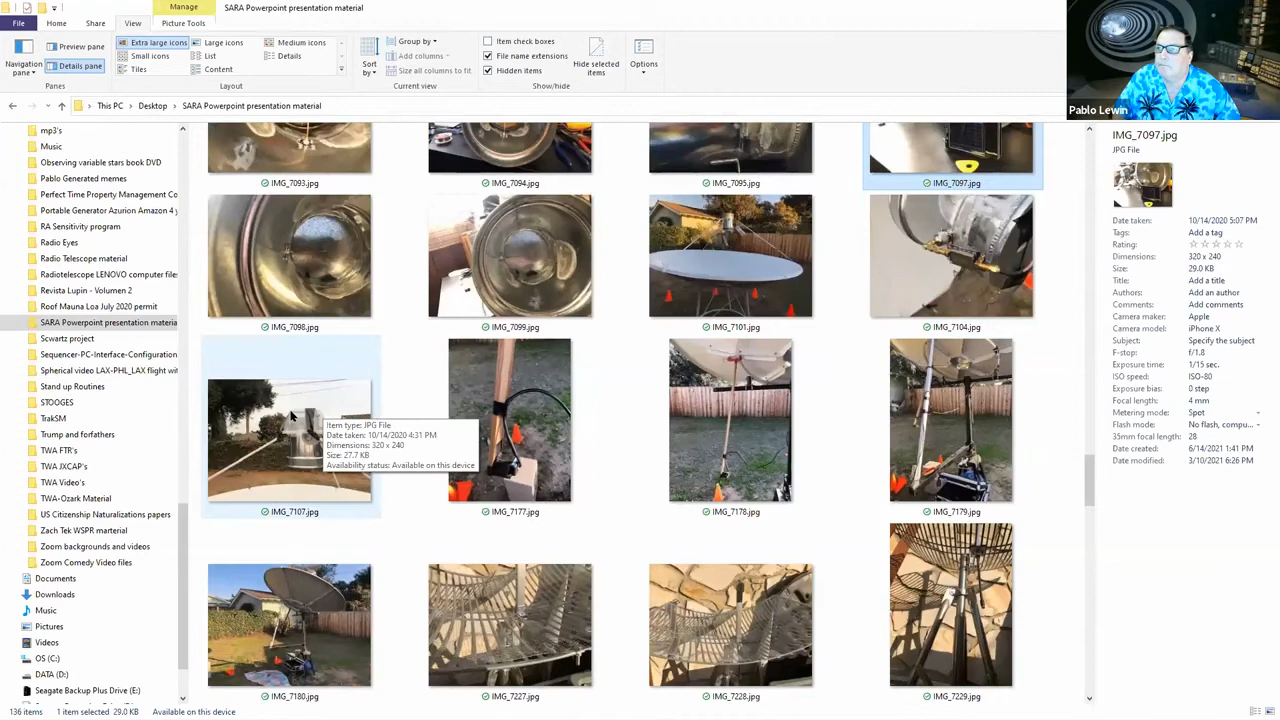 Manage
SARA Powerpoint presentation material
File
Home
Share
View
Picture Tools
Navigation pane
Preview pane
Details pane
Panes
Extra large icons
Large icons
Medium icons
Small icons
List
Details
Tiles
Content
Layout
Sort by
Group by
Add columns
Size all columns to fit
Current view
Item check boxes
File name extensions
Hidden items
Hide selected items
Show/hide
Options
Pablo Lewin
This PC
Desktop
SARA Powerpoint presentation material
mp3's
Music
Observing variable stars book DVD
Pablo Generated memes
Perfect Time Property Management Co
Portable Generator Azurion Amazon 4 y
RA Sensitivity program
Radio Eyes
Radio Telescope material
Radiotelescope LENOVO computer files
Revista Lupin - Volumen 2
Roof Mauna Loa July 2020 permit
SARA Powerpoint presentation materia
Scwartz project
Sequencer-PC-Interface-Configuration
Spherical video LAX-PHL_LAX flight wit
Stand up Routines
STOOGES
TrakSM
Trump and forfathers
TWA FTR's
TWA JXCAP's
TWA Video's
TWA-Ozark Material
US Citizenship Naturalizations papers
Zach Tek WSPR marterial
Zoom backgrounds and videos
Zoom Comedy Video files
Documents
Downloads
Music
Pictures
Videos
OS (C:)
DATA (D:)
Seagate Backup Plus Drive (E:)
IMG_7093.jpg
IMG_7094.jpg
IMG_7095.jpg
IMG_7097.jpg
IMG_7098.jpg
IMG_7099.jpg
IMG_7101.jpg
IMG_7104.jpg
Item type: JPG File
Date taken: 10/14/2020 4:31 PM
Dimensions: 320 x 240
Size: 27.7 KB
Availability status: Available on this device
IMG_7107.jpg
IMG_7177.jpg
IMG_7178.jpg
IMG_7179.jpg
IMG_7180.jpg
IMG_7227.jpg
IMG_7228.jpg
IMG_7229.jpg
IMG_7097.jpg
JPG File
Date taken: 10/14/2020 5:07 PM
Tags: Add a tag
Rating:
Dimensions: 320 x 240
Size: 29.0 KB
Title: Add a title
Authors: Add an author
Comments: Add comments
Camera maker: Apple
Camera model: iPhone X
Subject: Specify the subject
F-stop: f/1.8
Exposure time: 1/15 sec.
ISO speed: ISO-80
Exposure bias: 0 step
Focal length: 4 mm
Metering mode: Spot
Flash mode: No flash, compu...
35mm focal length: 28
Date created: 6/14/2021 1:41 PM
Date modified: 3/10/2021 6:26 PM
136 items
1 item selected 29.0 KB
Available on this device